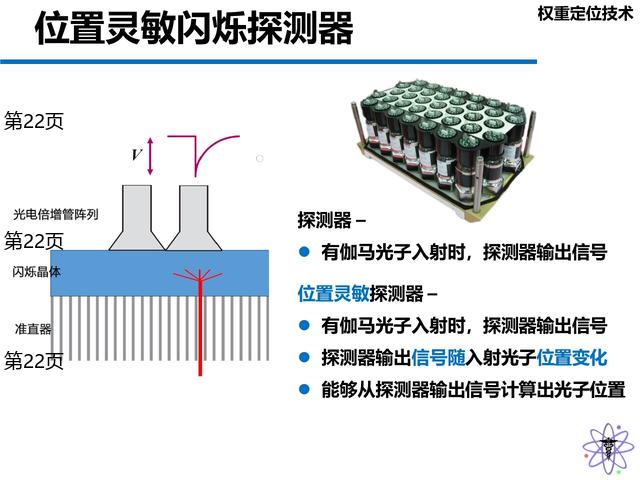 位置灵敏闪烁探测器
权重定位技术
第22页
V
光电倍增管阵列
第22页
闪烁晶体
准直器
第22页
探测器 –
有伽马光子入射时，探测器输出信号
位置灵敏探测器 –
有伽马光子入射时，探测器输出信号
探测器输出信号随入射光子位置变化
能够从探测器输出信号计算出光子位置